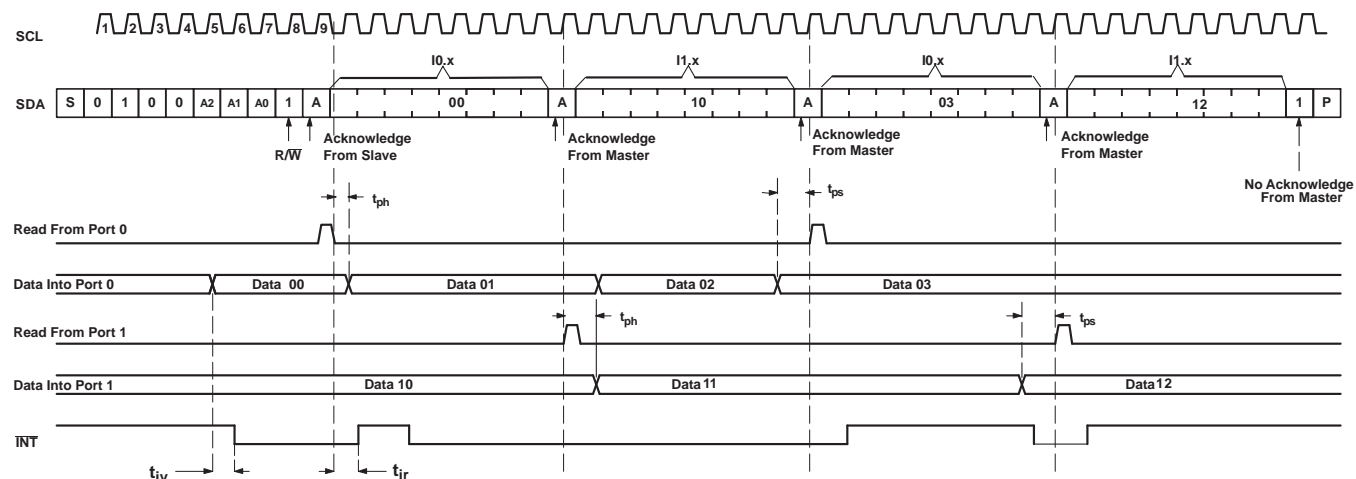 SCL 1 2 3 4 5 6 7 8 9
I0.x I1.x I0.x I1.x
SDA S 0 1 0 0 A2 A1 A0 1 A 00 A 10 A 03 A 12 1 P
R/W̅
Acknowledge From Slave
Acknowledge From Master
Acknowledge From Master
Acknowledge From Master
No Acknowledge From Master
tph tps
Read From Port 0
Data Into Port 0 Data 00 Data 01 Data 02 Data 03
tph tps
Read From Port 1
Data Into Port 1 Data 10 Data 11 Data 12
I̅N̅T̅
tiv tir